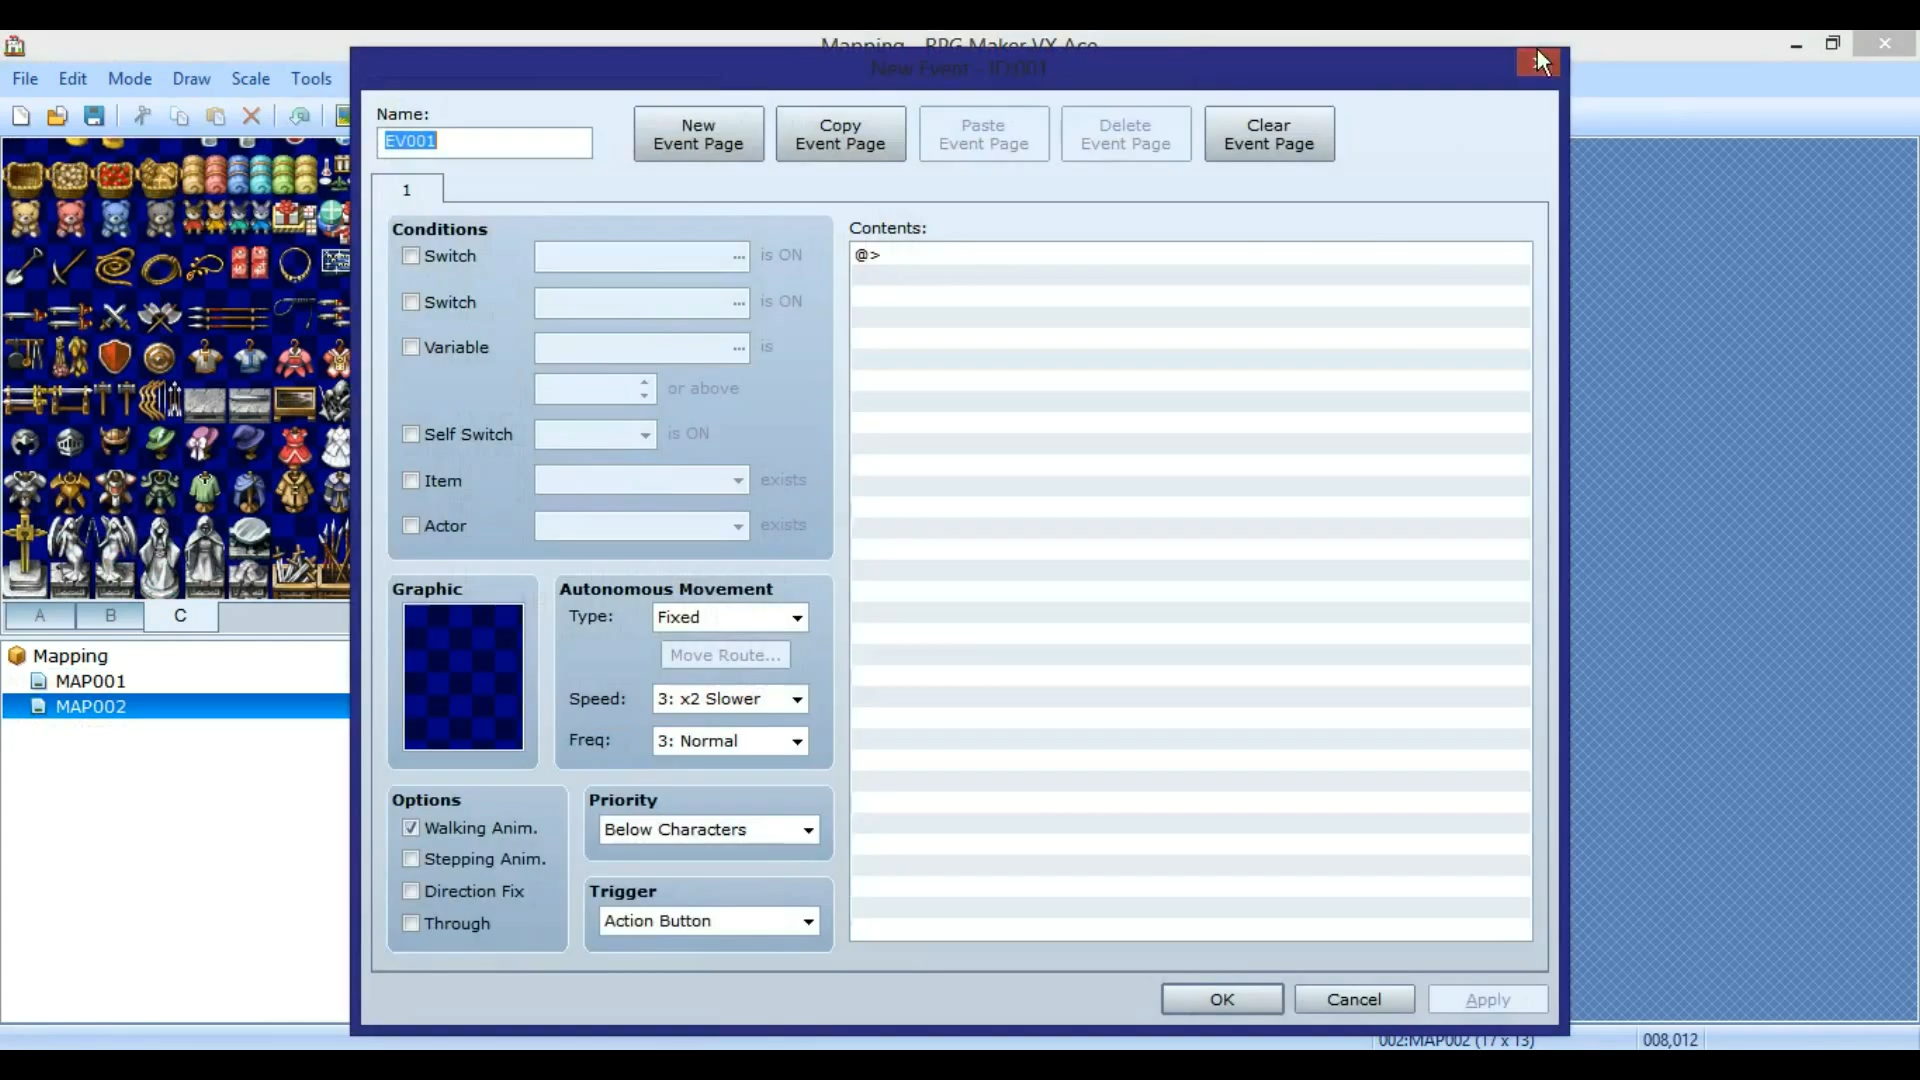 Mapping - RPG Maker VX Ace
New Event - ID:001
File Edit Mode Draw Scale Tools
Name:
EV001
New Event Page
Copy Event Page
Paste Event Page
Delete Event Page
Clear Event Page
1
Conditions
Switch ... is ON
Switch ... is ON
Variable ... is
or above
Self Switch is ON
Item exists
Actor exists
Contents:
@>
Graphic
Autonomous Movement
Type: Fixed
Move Route...
Speed: 3: x2 Slower
Freq: 3: Normal
Options
Walking Anim.
Stepping Anim.
Direction Fix
Through
Priority
Below Characters
Trigger
Action Button
OK Cancel Apply
A B C
Mapping
MAP001
MAP002
002:MAP002 (17 x 13) 008,012